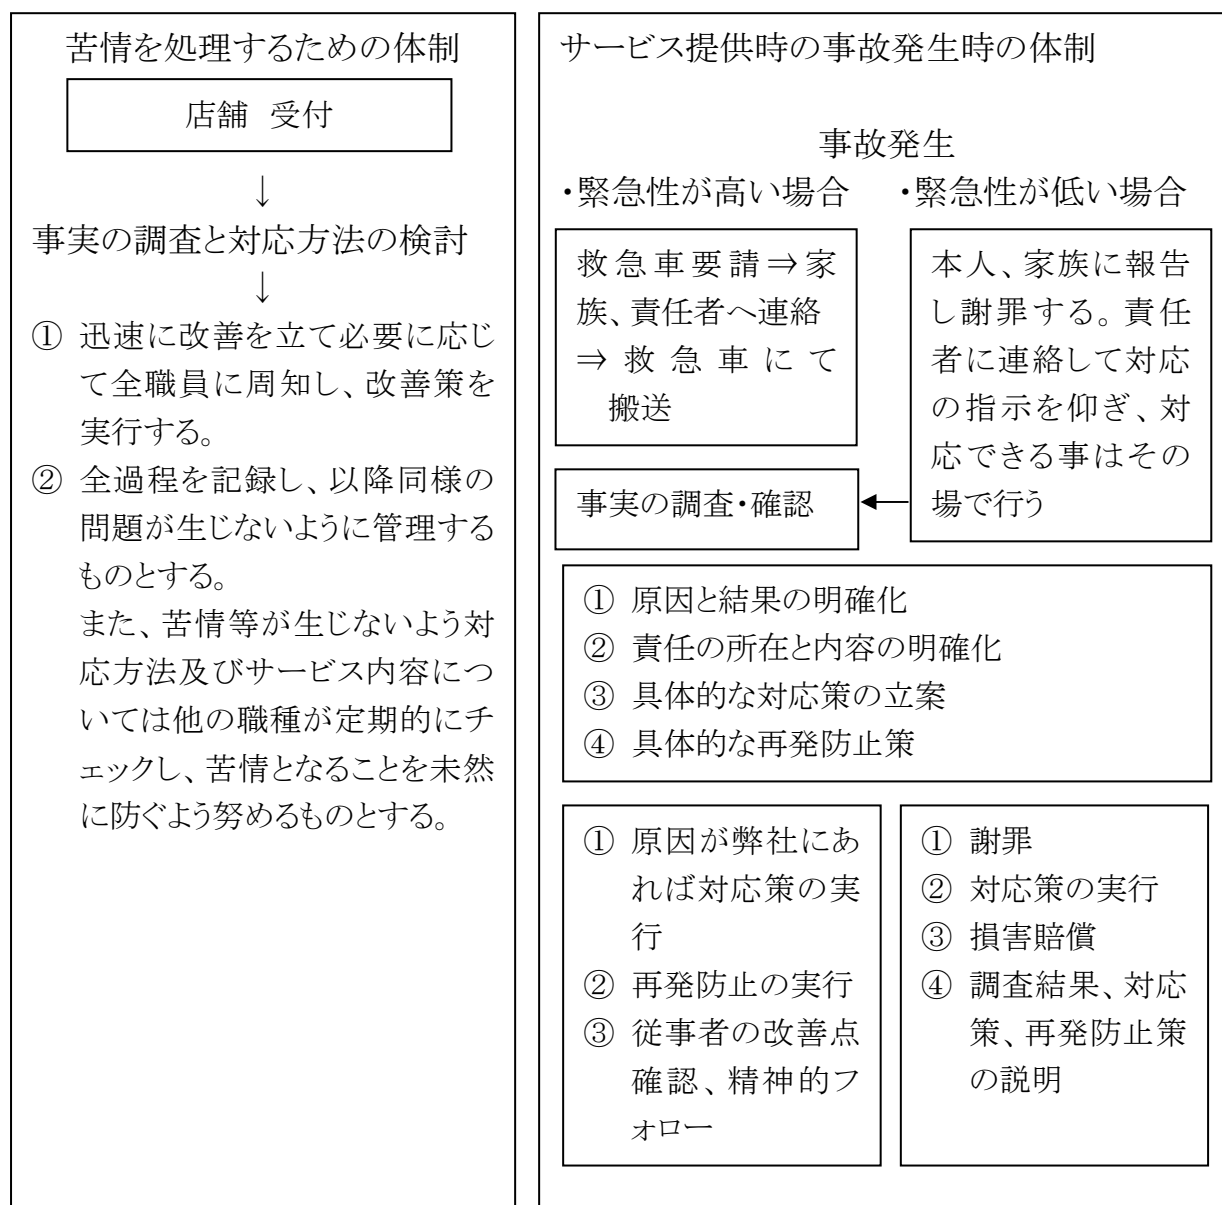 苦情を処理するための体制
店舗 受付
↓
事実の調査と対応方法の検討
↓
① 迅速に改善を立て必要に応じ
て全職員に周知し、改善策を
実行する。
② 全過程を記録し、以降同様の
問題が生じないように管理する
ものとする。
また、苦情等が生じないよう対
応方法及びサービス内容につ
いては他の職種が定期的にチ
ェックし、苦情となることを未然
に防ぐよう努めるものとする。
サービス提供時の事故発生時の体制
事故発生
・緊急性が高い場合
救急車要請⇒家
族、責任者へ連絡
⇒救急車にて
搬送
・緊急性が低い場合
本人、家族に報告
し謝罪する。責任
者に連絡して対応
の指示を仰ぎ、対
応できる事はその
場で行う
事実の調査・確認
① 原因と結果の明確化
② 責任の所在と内容の明確化
③ 具体的な対応策の立案
④ 具体的な再発防止策
① 原因が弊社にあ
れば対応策の実
行
② 再発防止の実行
③ 従事者の改善点
確認、精神的フ
ォロー
① 謝罪
② 対応策の実行
③ 損害賠償
④ 調査結果、対応
策、再発防止策
の説明